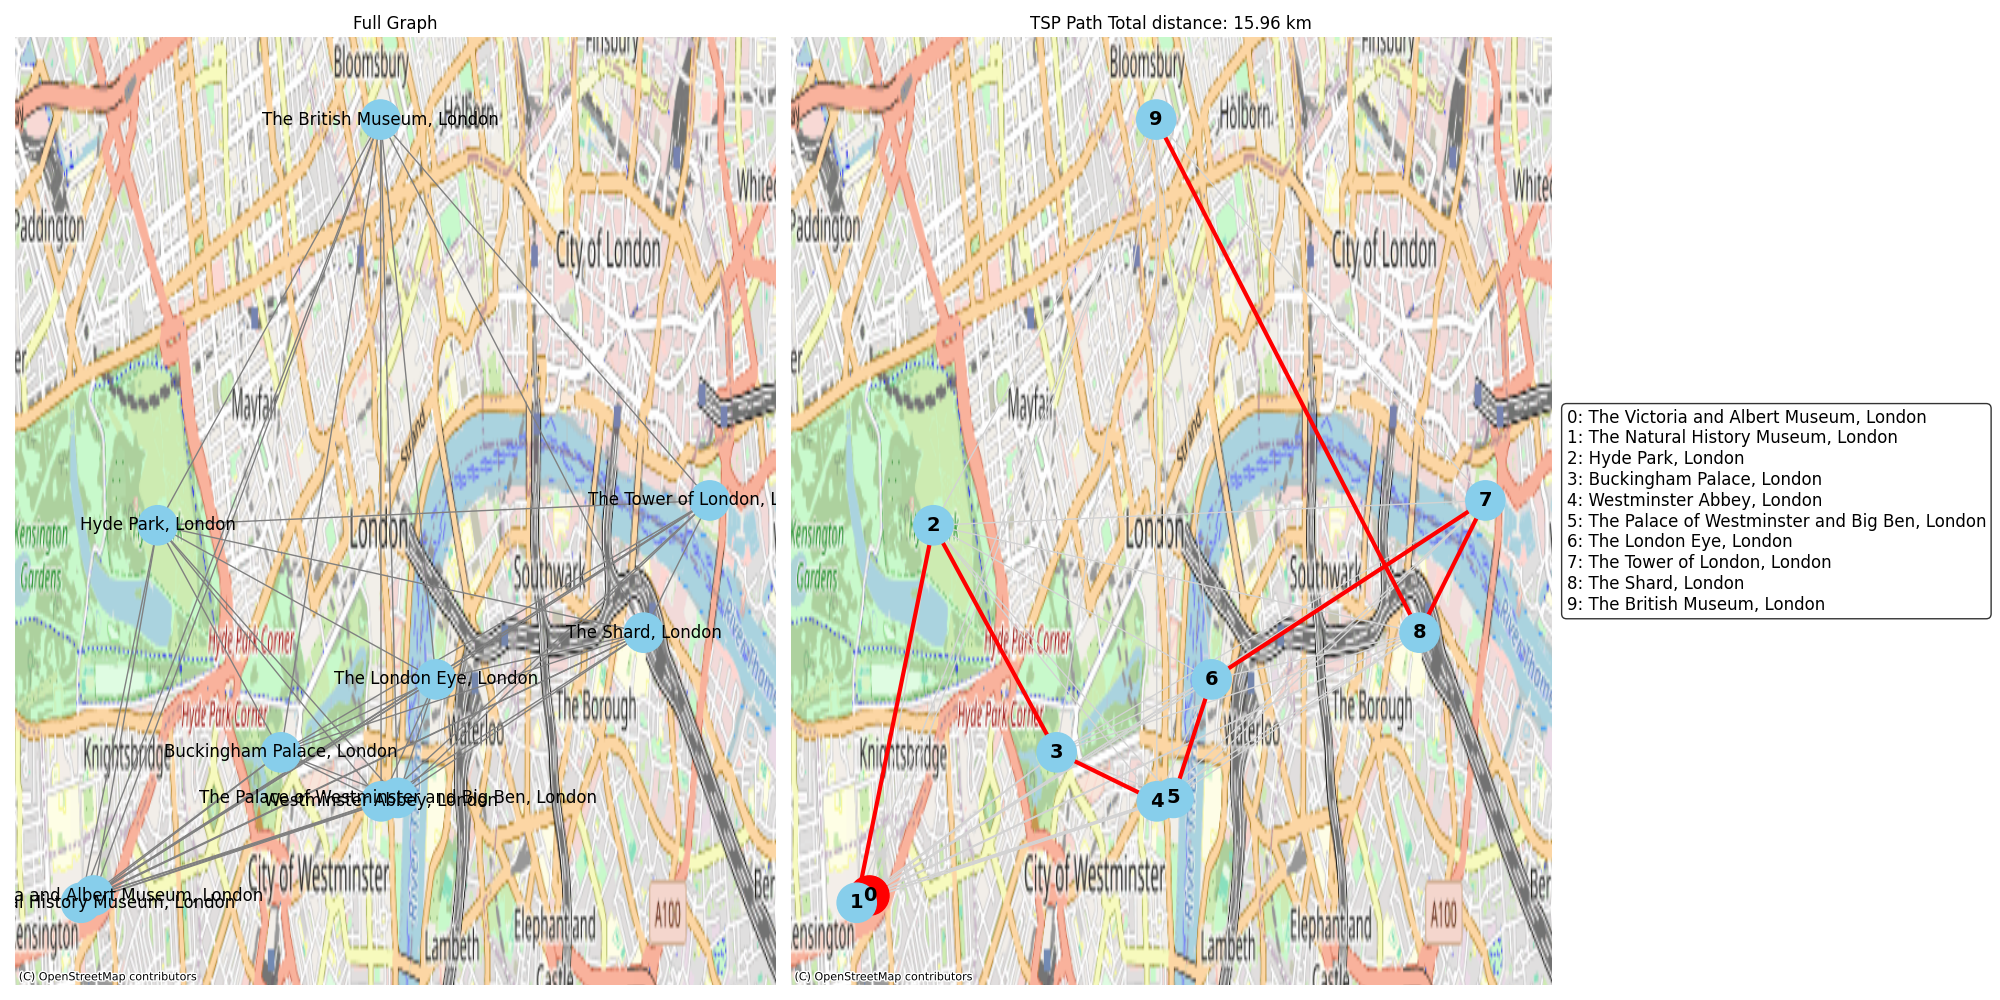 Full Graph
Bloomsbury
Finsbury
The British Museum, London
Holborn
Paddington
City of London
Mayfair
Strand
The Tower of London, L
Hyde Park, London
London
Kensington
Gardens
Southwark
The Shard, London
Hyde Park Corner
The London Eye, London
Hyde Park Corner
The Borough
Waterloo
Knightsbridge
Buckingham Palace, London
The Palace of Westminster and Big Ben, London
Westminster Abbey, London
City of Westminster
a and Albert Museum, London
l History Museum, London
A100
Elephant and
Castle
Lambeth
ensington
Ber
(C) OpenStreetMap contributors
TSP Path Total distance: 15.96 km
Bloomsbury
Finsbury
9
Holborn
Paddington
City of London
Mayfair
Strand
7
2
London
Kensington
Gardens
Southwark
8
Hyde Park Corner
6
Hyde Park Corner
The Borough
Waterloo
Knightsbridge
3
4
5
City of Westminster
0
1
A100
Elephant and
Castle
Lambeth
ensington
Ber
(C) OpenStreetMap contributors
0: The Victoria and Albert Museum, London
1: The Natural History Museum, London
2: Hyde Park, London
3: Buckingham Palace, London
4: Westminster Abbey, London
5: The Palace of Westminster and Big Ben, London
6: The London Eye, London
7: The Tower of London, London
8: The Shard, London
9: The British Museum, London